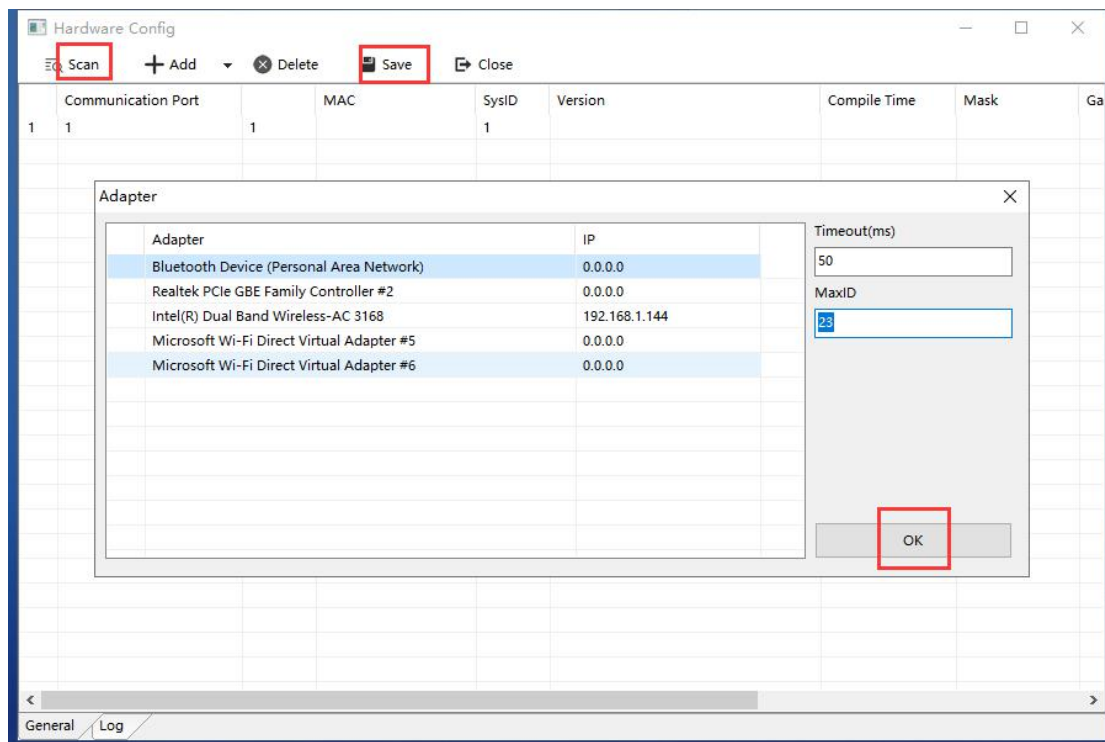 Hardware Config
Scan Add Delete Save Close
Communication Port MAC SysID Version Compile Time Mask Ga
1 1 1 1
Adapter
Adapter IP
Bluetooth Device (Personal Area Network) 0.0.0.0
Realtek PCIe GBE Family Controller #2 0.0.0.0
Intel(R) Dual Band Wireless-AC 3168 192.168.1.144
Microsoft Wi-Fi Direct Virtual Adapter #5 0.0.0.0
Microsoft Wi-Fi Direct Virtual Adapter #6 0.0.0.0
Timeout(ms)
50
MaxID
23
OK
General Log